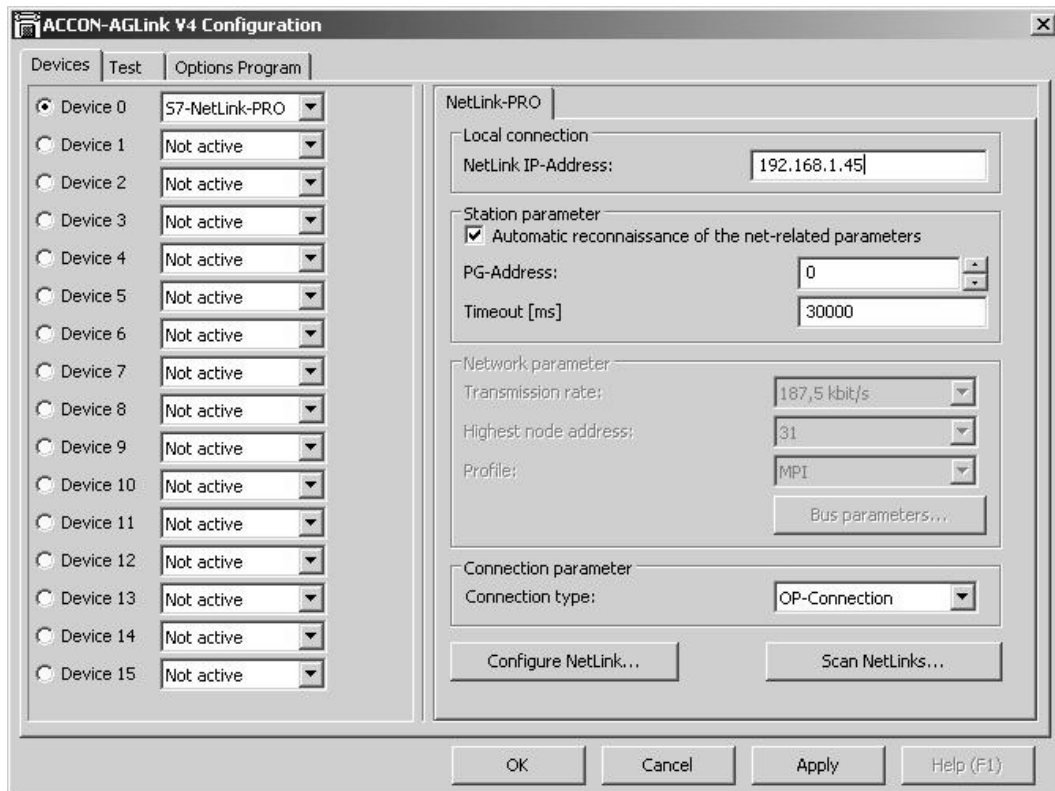 ACCON-AGLink V4 Configuration
Devices Test Options Program
Device 0 S7-NetLink-PRO
Device 1 Not active
Device 2 Not active
Device 3 Not active
Device 4 Not active
Device 5 Not active
Device 6 Not active
Device 7 Not active
Device 8 Not active
Device 9 Not active
Device 10 Not active
Device 11 Not active
Device 12 Not active
Device 13 Not active
Device 14 Not active
Device 15 Not active
NetLink-PRO
Local connection
NetLink IP-Address: 192.168.1.45
Station parameter
Automatic reconnaissance of the net-related parameters
PG-Address: 0
Timeout [ms] 30000
Network parameter
Transmission rate: 187,5 kbit/s
Highest node address: 31
Profile: MPI
Bus parameters...
Connection parameter
Connection type: OP-Connection
Configure NetLink... Scan NetLinks...
OK Cancel Apply Help (F1)